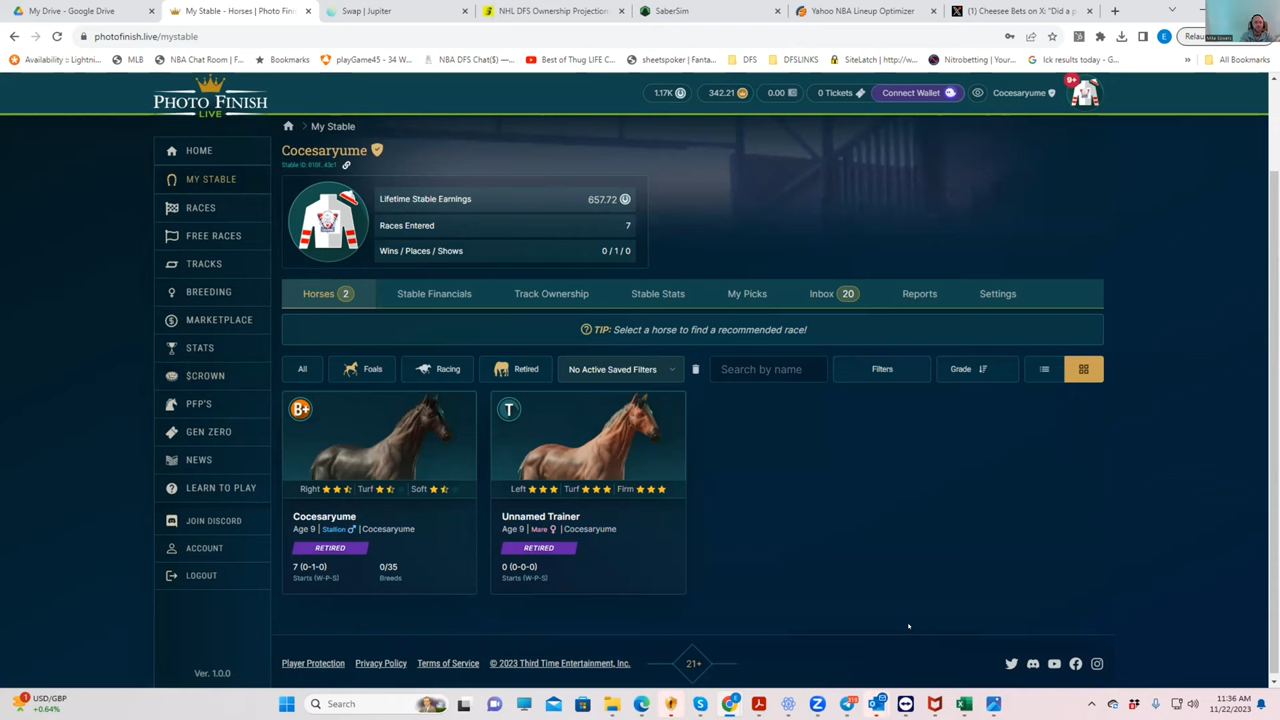 My Drive - Google Drive
My Stable - Horses | Photo Fini
Swap | Jupiter
NHL DFS Ownership Projection
SaberSim
Yahoo NBA Lineup Optimizer
(1) Cheesee Bets on X: "Did a p
photofinish.live/mystable
E
Relau
Availability :: Lightni...
MLB
NBA Chat Room | F...
Bookmarks
playGame45 - 34 W...
NBA DFS Chat($) —...
Best of Thug LIFE C...
sheetspoker | Fanta...
DFS
DFSLINKS
SiteLatch | http://w...
Nitrobetting | Your...
Ick results today - G...
»
All Bookmarks
PHOTO FINISH
LIVE
1.17K
342.21
0.00
0 Tickets
Connect Wallet
Cocesaryume
9+
HOME
MY STABLE
RACES
FREE RACES
TRACKS
BREEDING
MARKETPLACE
STATS
$CROWN
PFP'S
GEN ZERO
NEWS
LEARN TO PLAY
JOIN DISCORD
ACCOUNT
LOGOUT
Ver. 1.0.0
My Stable
Cocesaryume
Lifetime Stable Earnings 657.72
Races Entered 7
Wins / Places / Shows 0 / 1 / 0
Horses 2
Stable Financials
Track Ownership
Stable Stats
My Picks
Inbox 20
Reports
Settings
TIP: Select a horse to find a recommended race!
All
Foals
Racing
Retired
No Active Saved Filters
Search by name
Filters
Grade
B+
Right Turf Soft
Cocesaryume
Age 9 | Stallion | Cocesaryume
RETIRED
7 (0-1-0) 0/35
Starts (W-P-S) Breeds
T
Left Turf Firm
Unnamed Trainer
Age 9 | Mare | Cocesaryume
RETIRED
0 (0-0-0)
Starts (W-P-S)
Player Protection
Privacy Policy
Terms of Service
© 2023 Third Time Entertainment, Inc.
21+
USD/GBP
+0.64%
Search
11:36 AM
11/22/2023